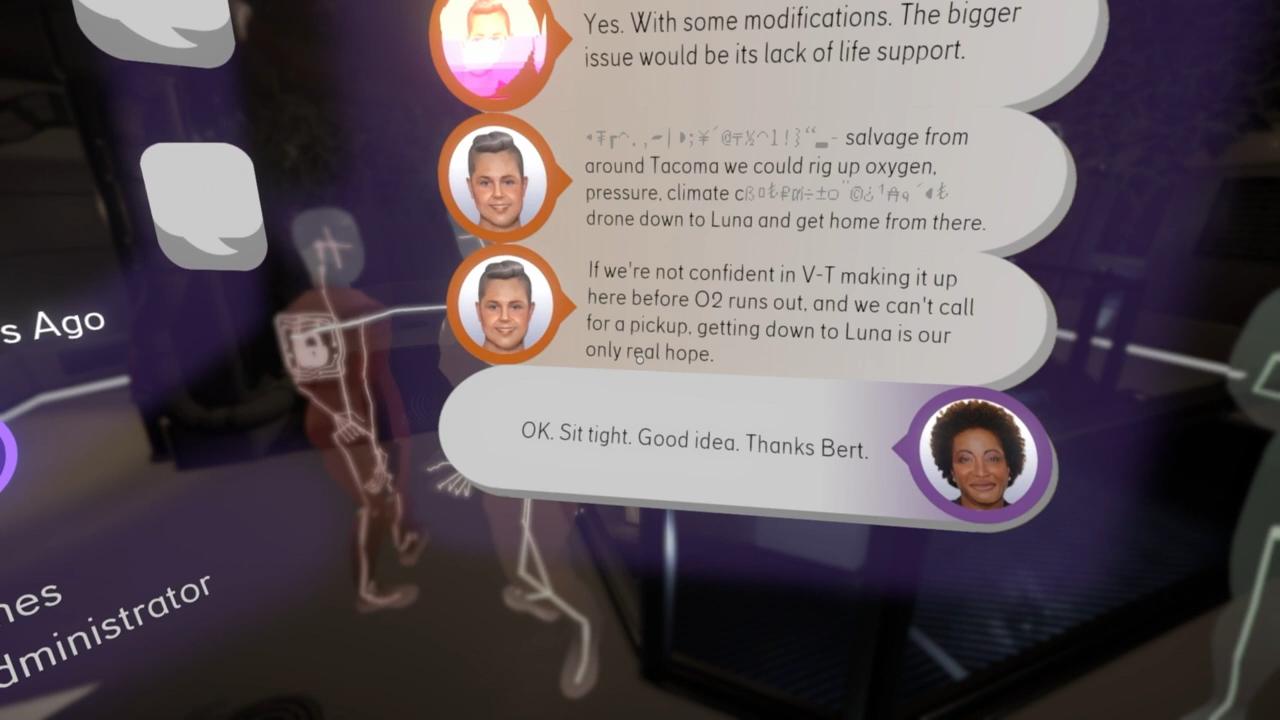 Yes. With some modifications. The bigger
issue would be its lack of life support.
salvage from
around Tacoma we could rig up oxygen,
pressure, climate c
drone down to Luna and get home from there.
If we're not confident in V-T making it up
here before O2 runs out, and we can't call
for a pickup, getting down to Luna is our
only real hope.
OK. Sit tight. Good idea. Thanks Bert.
s Ago
nes
dministrator